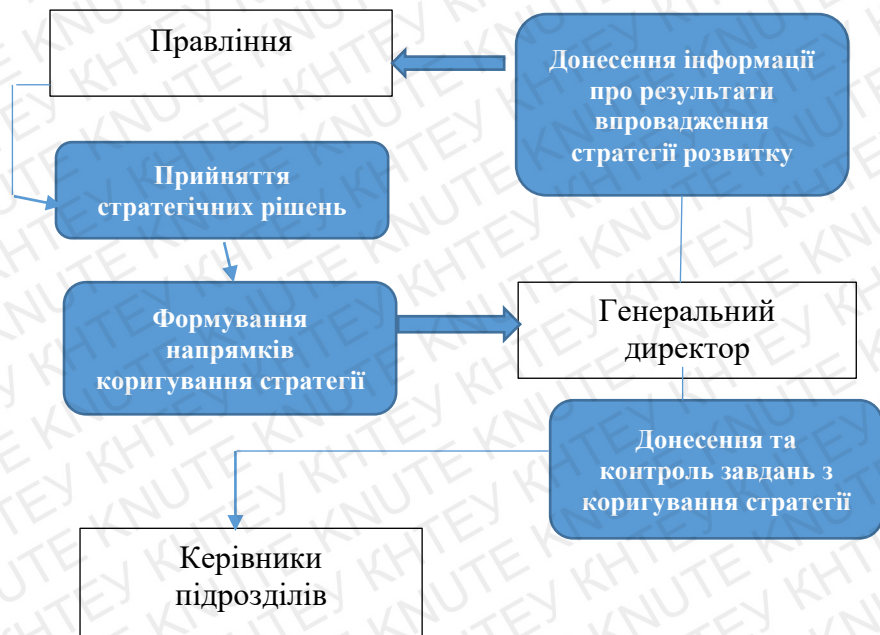 Правління
Донесення інформації
про результати
впровадження
стратегії розвитку
Прийняття
стратегічних рішень
Формування
напрямків
коригування стратегії
Генеральний
директор
Донесення та
контроль завдань з
коригування стратегії
Керівники
підрозділів